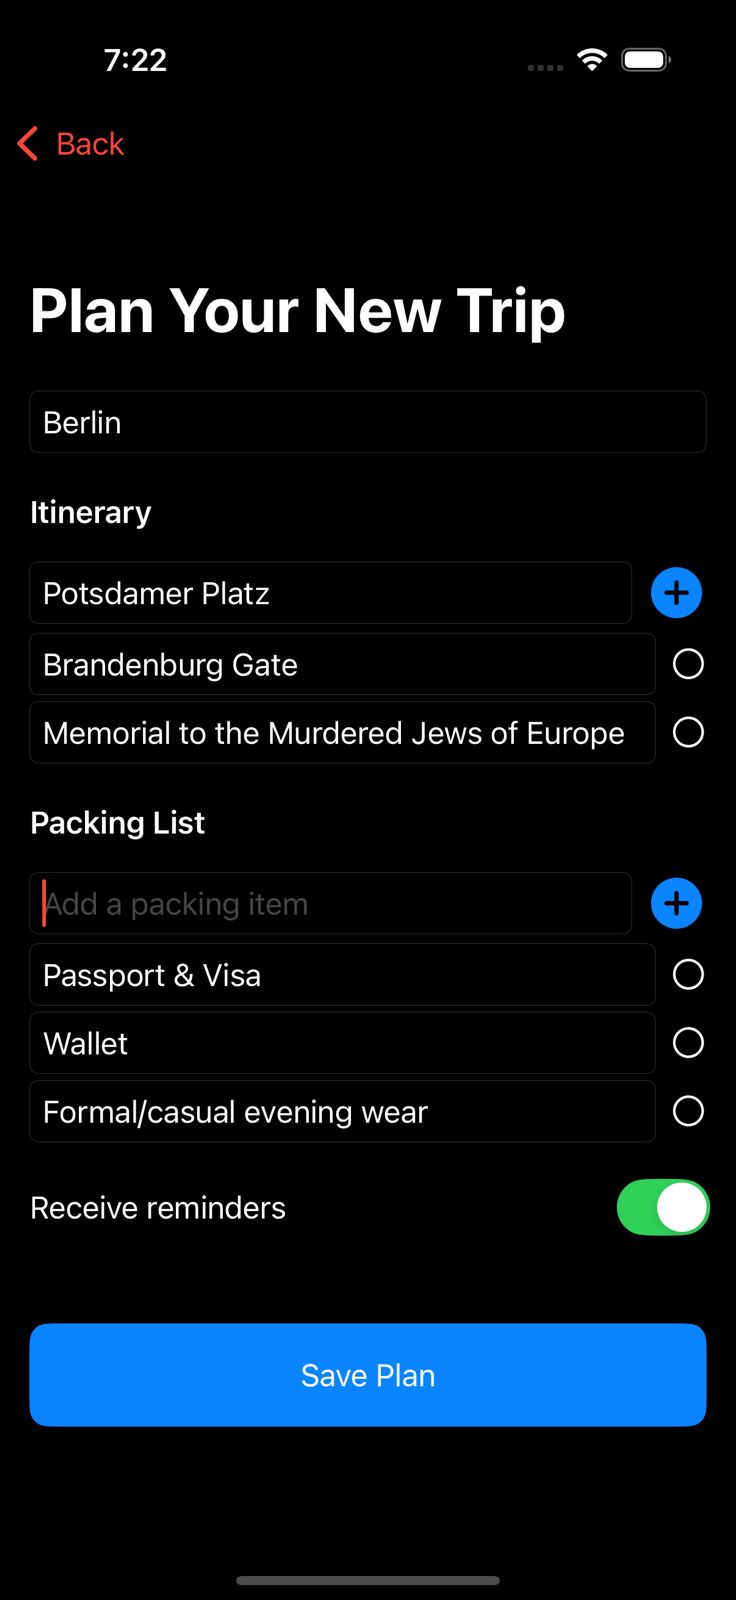 7:22
Back
Plan Your New Trip
Berlin
Itinerary
Potsdamer Platz
Brandenburg Gate
Memorial to the Murdered Jews of Europe
Packing List
Add a packing item
Passport & Visa
Wallet
Formal/casual evening wear
Receive reminders
Save Plan